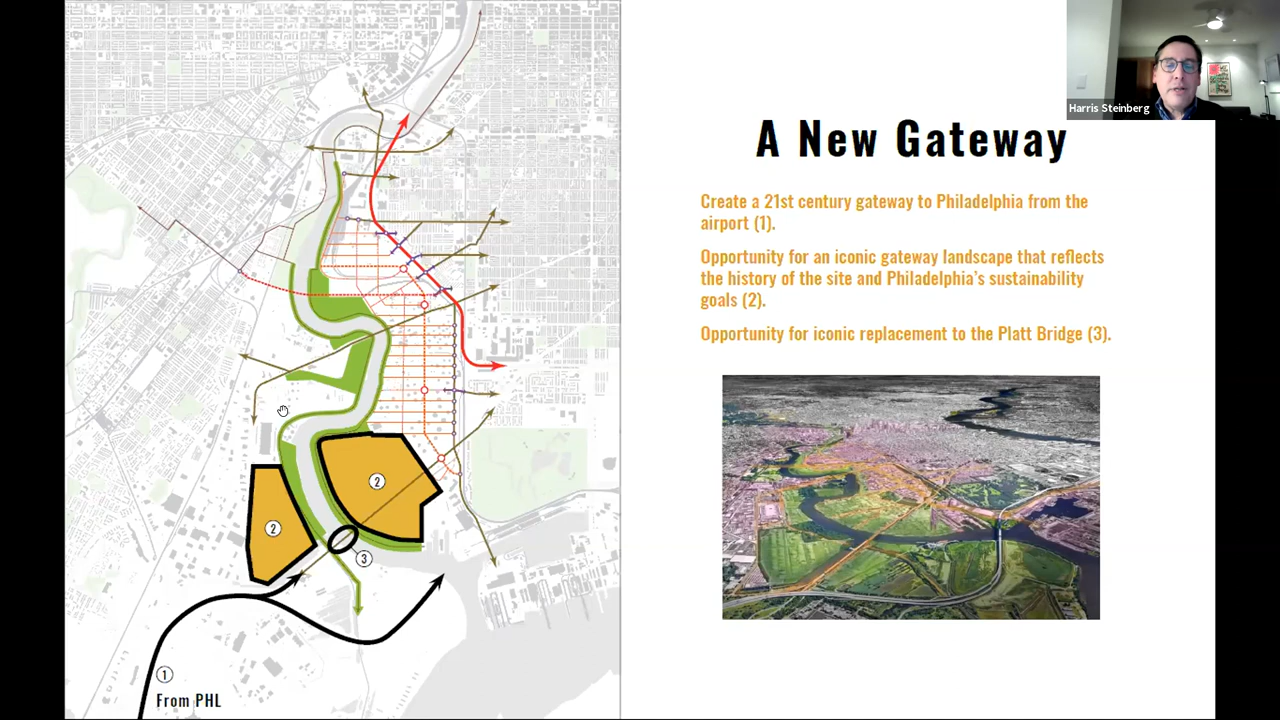 Harris Steinberg
A New Gateway
Create a 21st century gateway to Philadelphia from the
airport (1).
Opportunity for an iconic gateway landscape that reflects
the history of the site and Philadelphia's sustainability
goals (2).
Opportunity for iconic replacement to the Platt Bridge (3).
2
2
3
1
From PHL